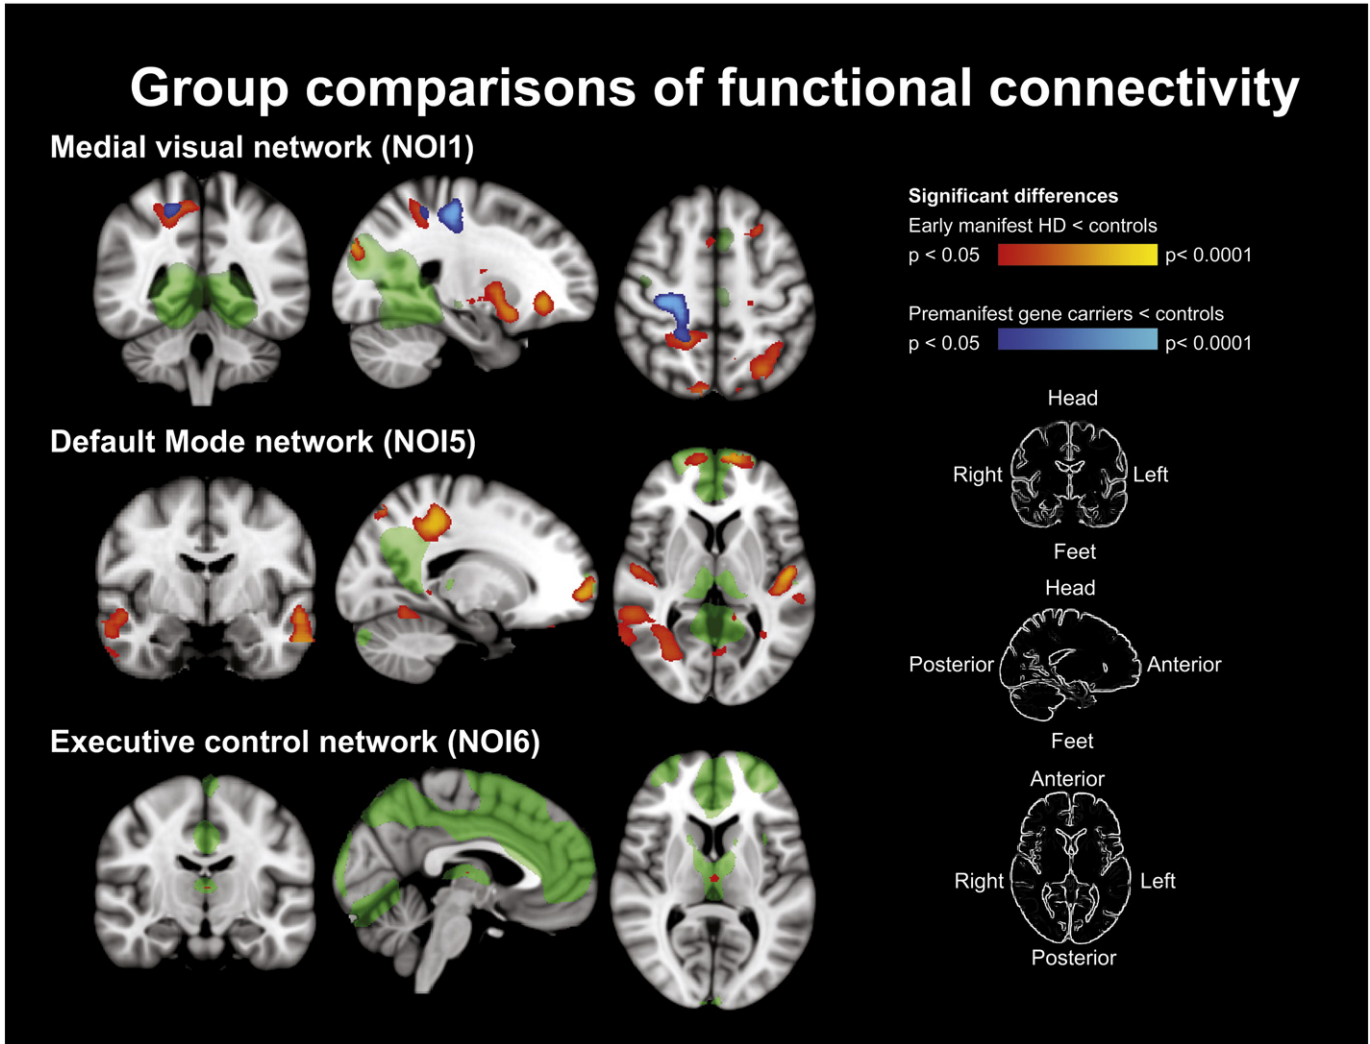 Group comparisons of functional connectivity
Medial visual network (NOI1)
Significant differences
Early manifest HD < controls
p < 0.05 p< 0.0001
Premanifest gene carriers < controls
p < 0.05 p< 0.0001
Head
Right Left
Feet
Default Mode network (NOI5)
Head
Posterior Anterior
Feet
Executive control network (NOI6)
Anterior
Right Left
Posterior